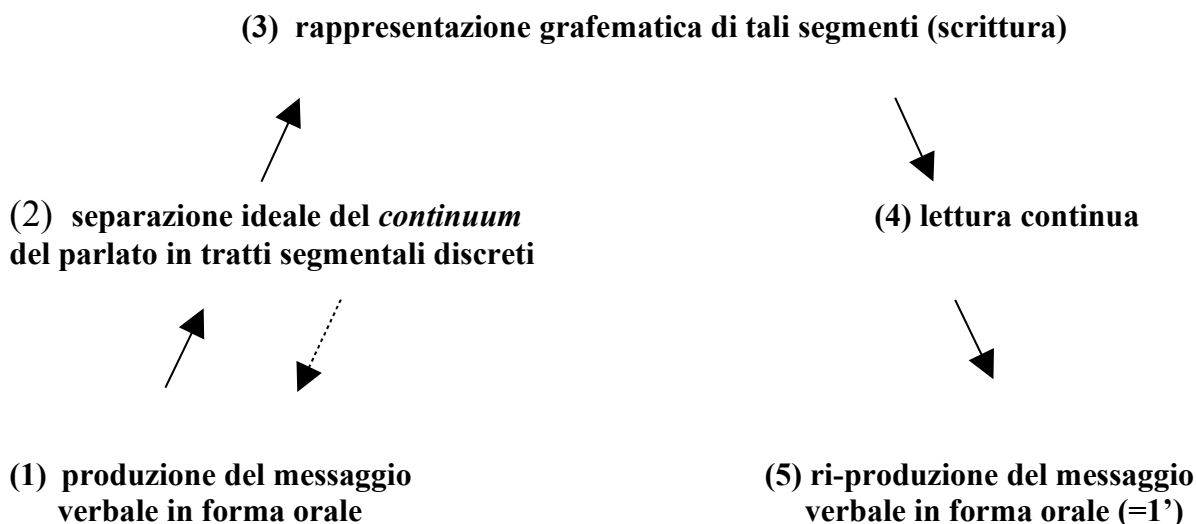 (3) rappresentazione grafematica di tali segmenti (scrittura)
(2) separazione ideale del continuum
del parlato in tratti segmentali discreti
(4) lettura continua
(1) produzione del messaggio
verbale in forma orale
(5) ri-produzione del messaggio
verbale in forma orale (=1’)